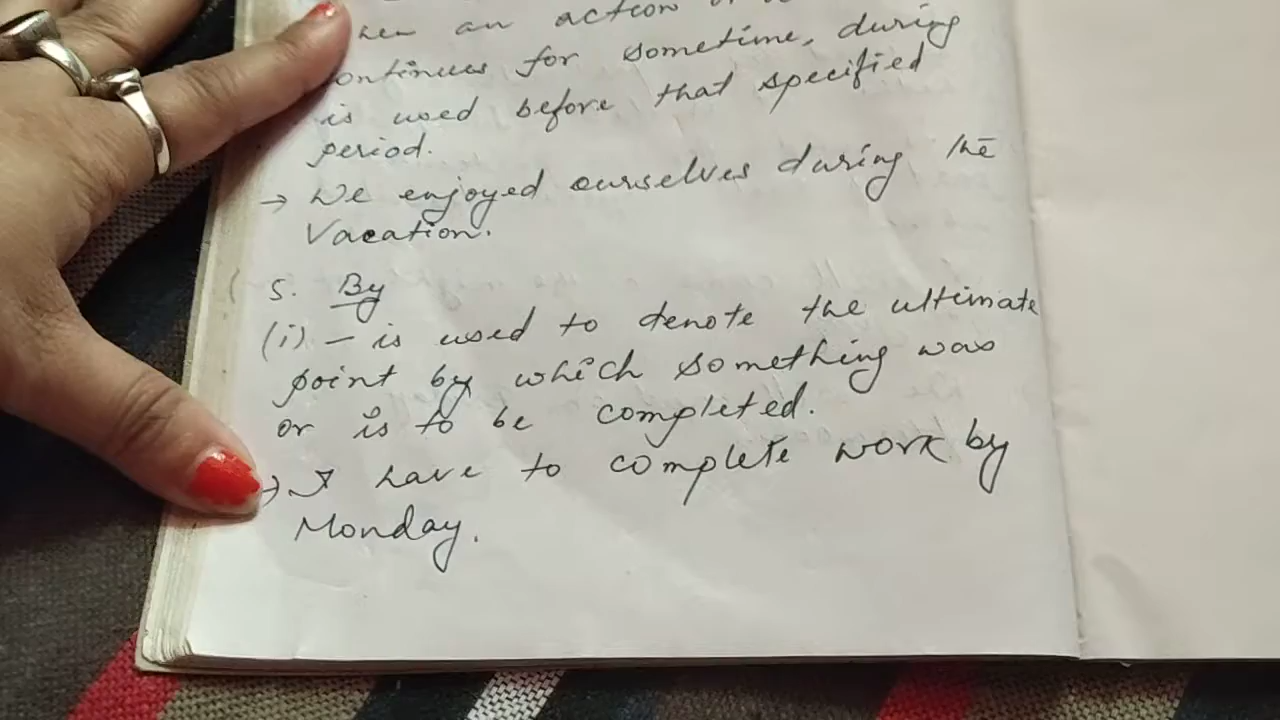 an action
continues for sometime, during
is used before that specified
period.
→ We enjoyed ourselves during the
Vacation.
5. By
(i) – is used to denote the ultimate
point by which something was
or is to be completed.
→ I have to complete work by
Monday.